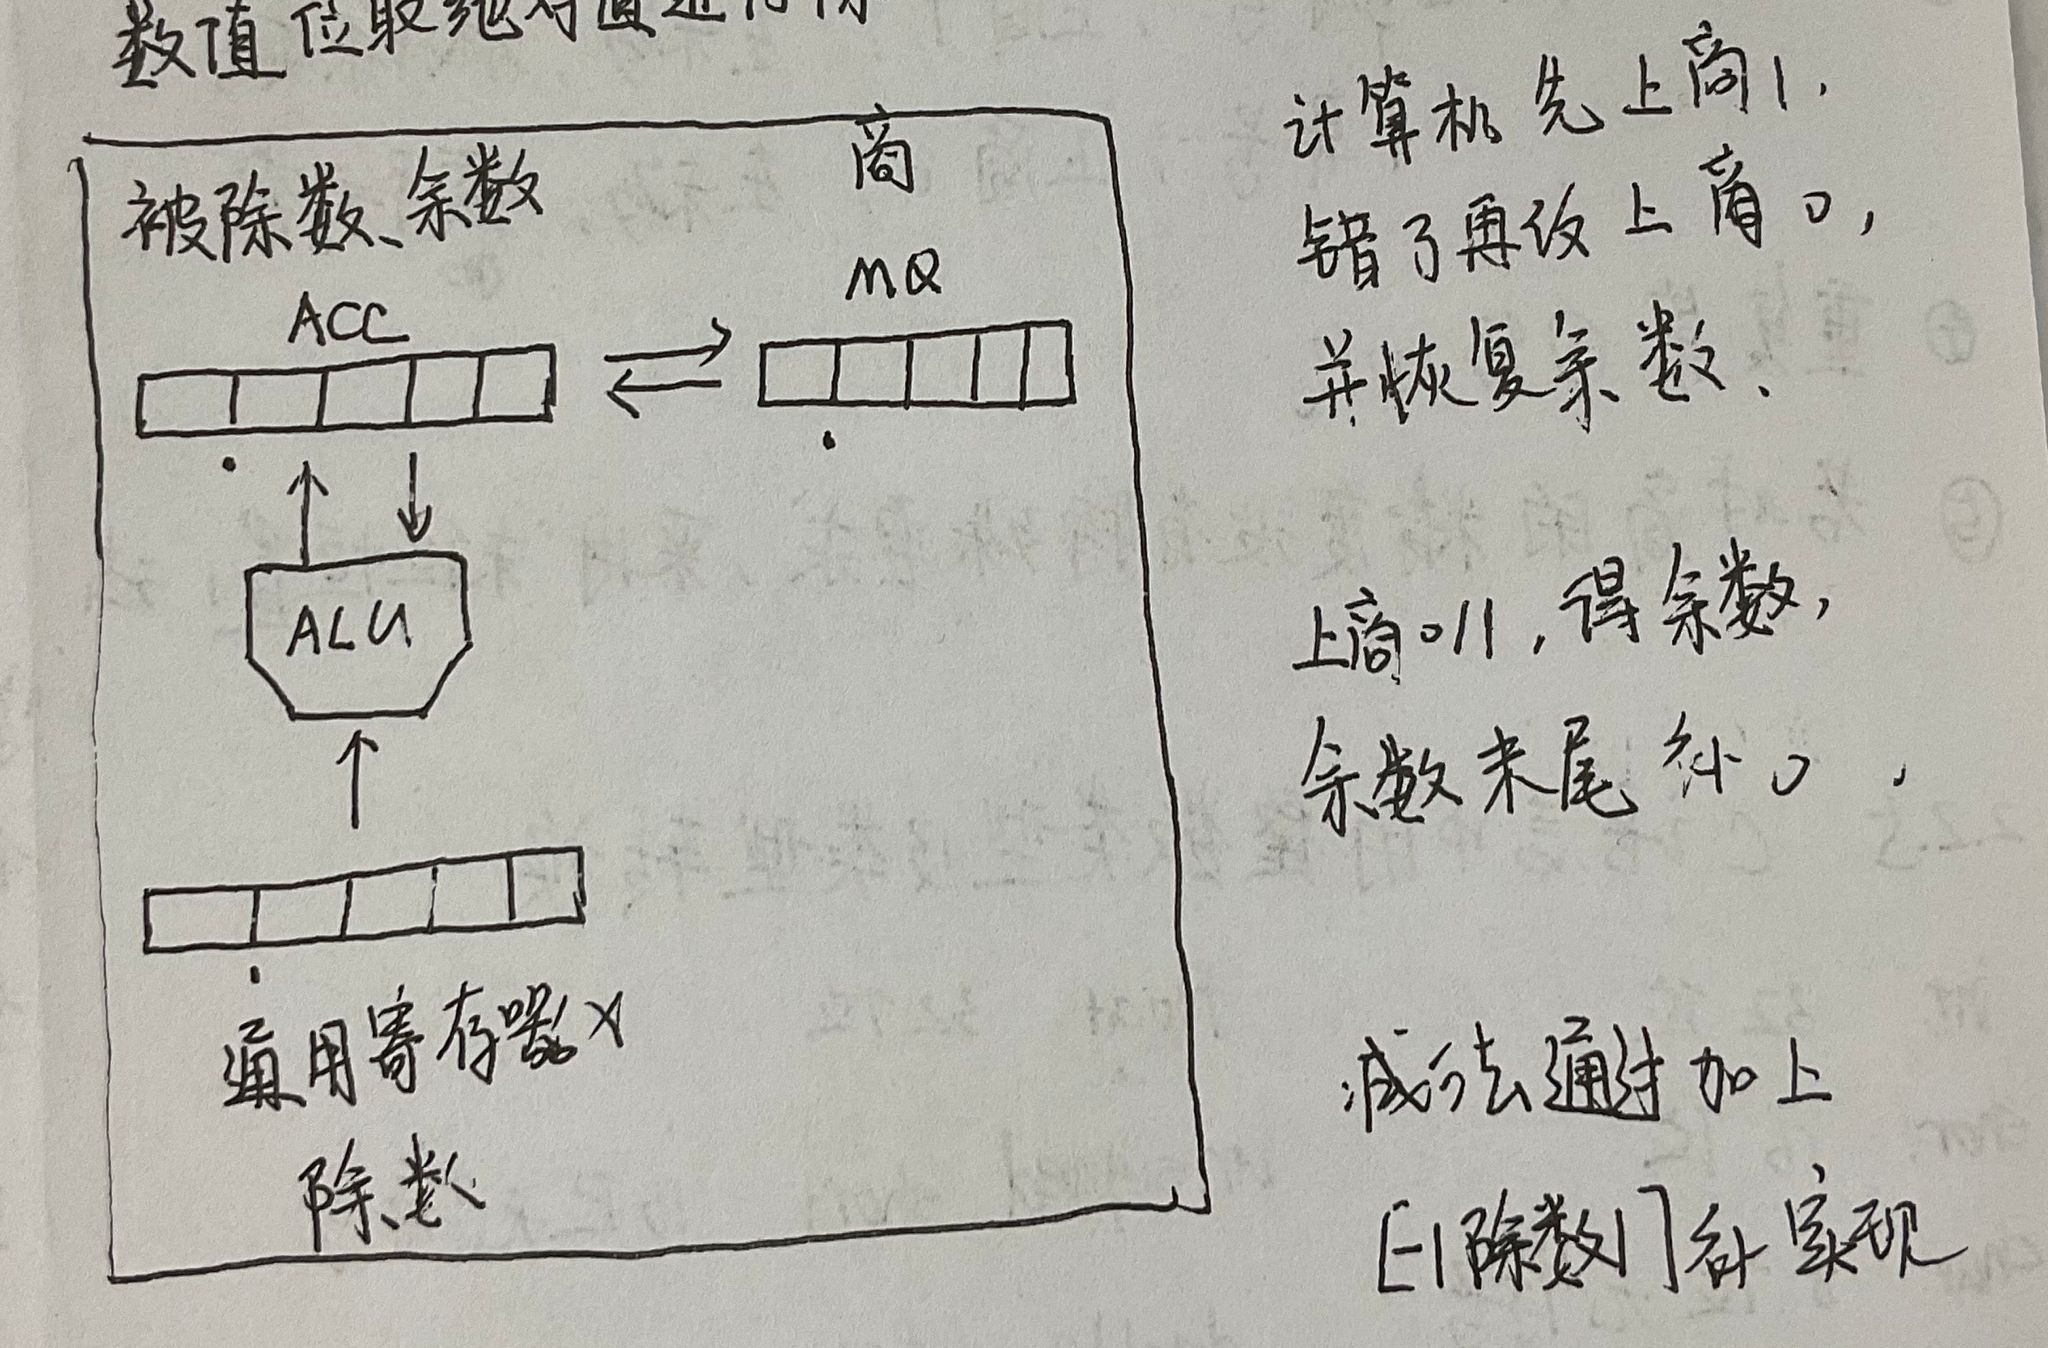 数值位取绝对值进行
被除数、余数
商
ACC
MQ
ALU
通用寄存器X
除数
计算机先上商1,
错了再改上商0,
并恢复余数、
上商0/1,得余数,
余数末尾补0,
减法通过加上
[-|除数|]补实现